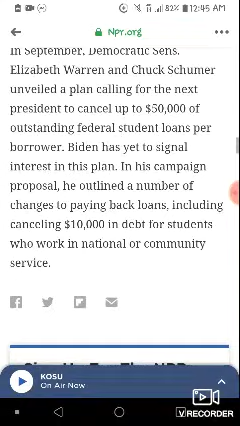 82% 12:45 AM
Npr.org
In September, Democratic Sens.
Elizabeth Warren and Chuck Schumer
unveiled a plan calling for the next
president to cancel up to $50,000 of
outstanding federal student loans per
borrower. Biden has yet to signal
interest in this plan. In his campaign
proposal, he outlined a number of
changes to paying back loans, including
canceling $10,000 in debt for students
who work in national or community
service.
KOSU
On Air Now
VRECORDER